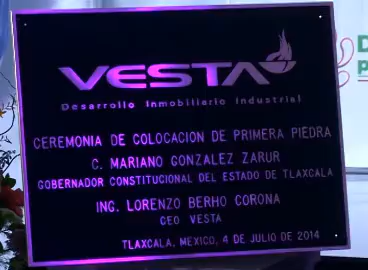 VESTA
Desarrollo Inmobiliario Industrial
CEREMONIA DE COLOCACION DE PRIMERA PIEDRA
C. MARIANO GONZALEZ ZARUR
GOBERNADOR CONSTITUCIONAL DEL ESTADO DE TLAXCALA
ING. LORENZO BERHO CORONA
CEO VESTA
TLAXCALA, MEXICO, 4 DE JULIO DE 2014